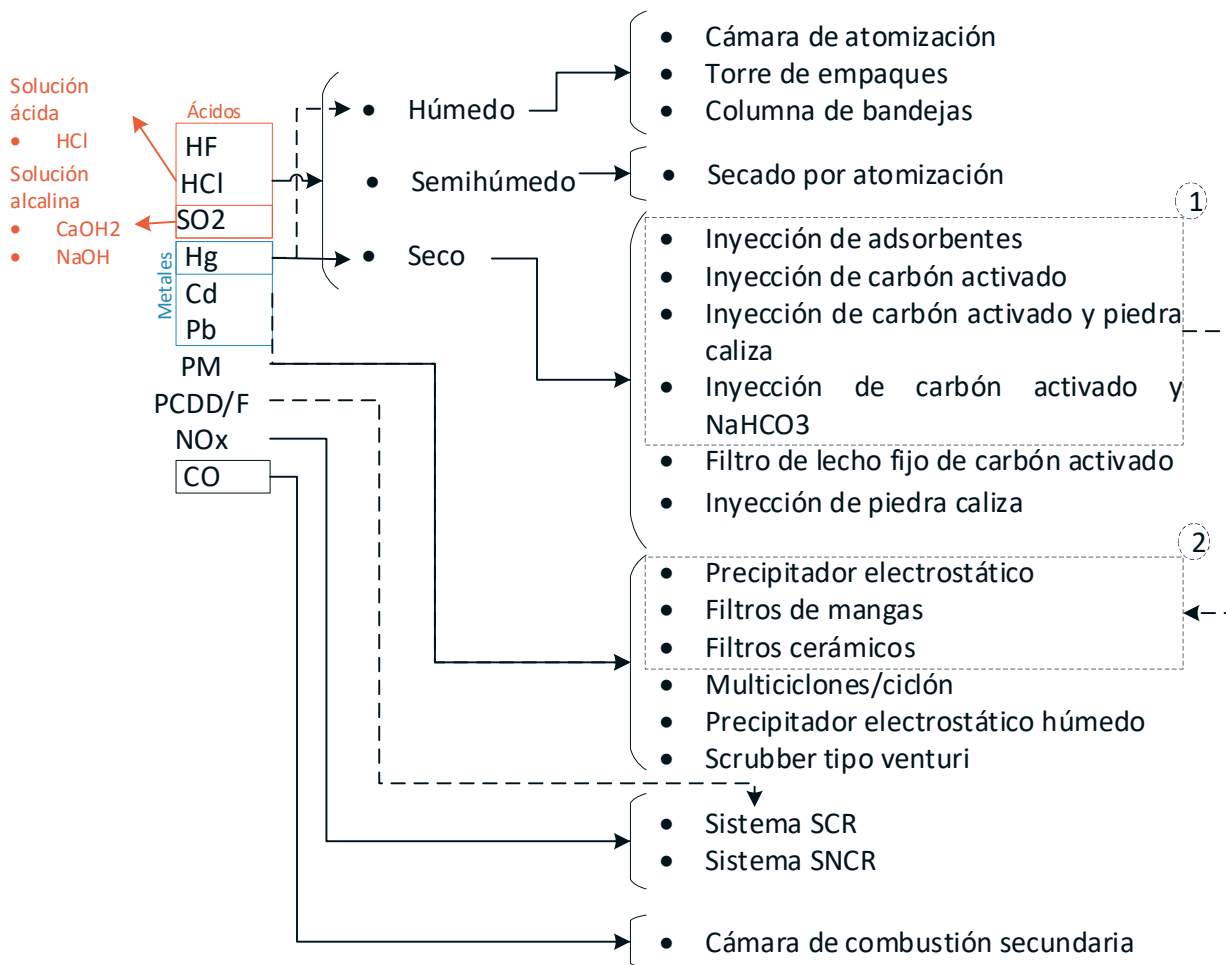 Solución
ácida
• HCl
Solución
alcalina
• CaOH2
• NaOH
Ácidos
HF
HCl
SO2
Metales
Hg
Cd
Pb
PM
PCDD/F
NOx
CO
• Húmedo
• Semihúmedo
• Seco
• Cámara de atomización
• Torre de empaques
• Columna de bandejas
• Secado por atomización
1
• Inyección de adsorbentes
• Inyección de carbón activado
• Inyección de carbón activado y piedra
caliza
• Inyección de carbón activado y
NaHCO3
• Filtro de lecho fijo de carbón activado
• Inyección de piedra caliza
2
• Precipitador electrostático
• Filtros de mangas
• Filtros cerámicos
• Multiciclones/ciclón
• Precipitador electrostático húmedo
• Scrubber tipo venturi
• Sistema SCR
• Sistema SNCR
• Cámara de combustión secundaria